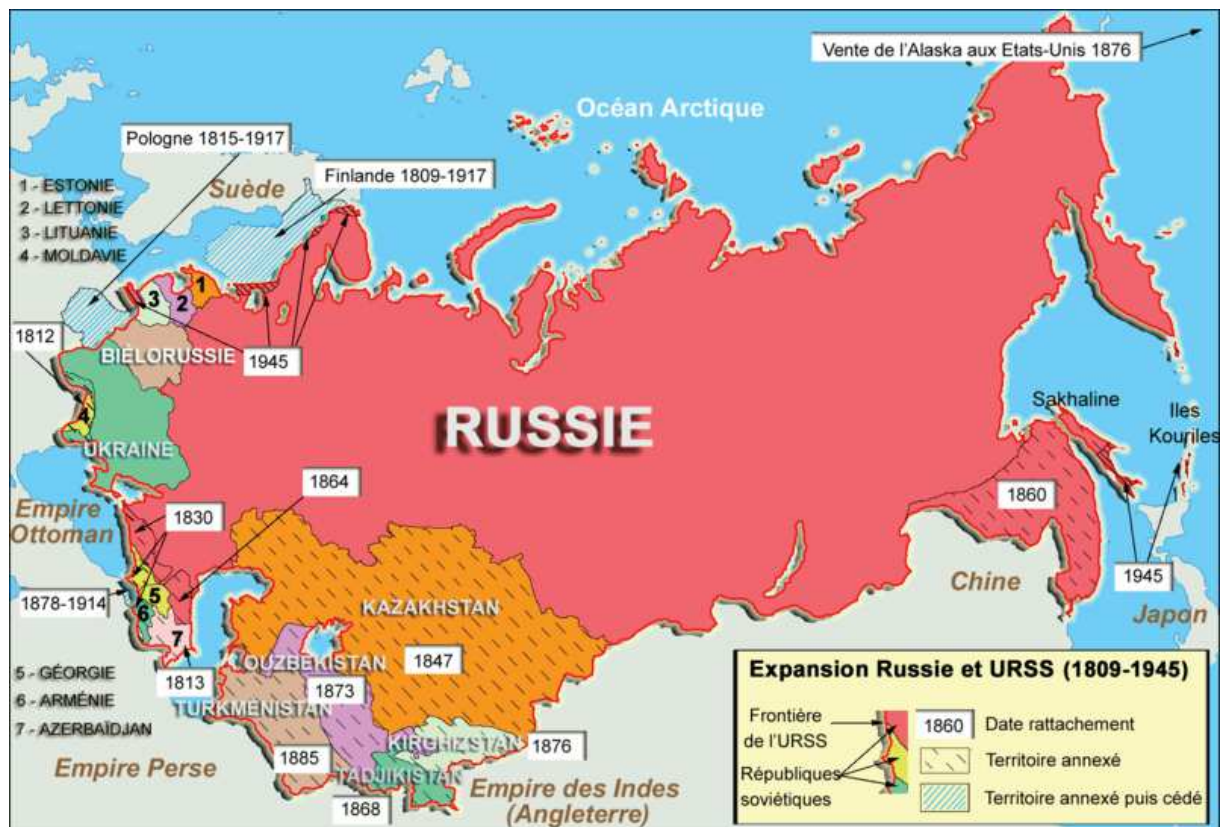 Vente de l'Alaska aux Etats-Unis 1876
Océan Arctique
Pologne 1815-1917
Suède
Finlande 1809-1917
1 - ESTONIE
2 - LETTONIE
3 - LITUANIE
4 - MOLDAVIE
1
2
3
1812
BIÉLORUSSIE
1945
4
RUSSIE
UKRAINE
Sakhaline
Iles
Kouriles
1864
1860
Empire
Ottoman
1830
Chine
1945
Japon
1878-1914
5
6
7
KAZAKHSTAN
1847
OUZBÉKISTAN
1873
5 - GÉORGIE
6 - ARMÉNIE
7 - AZERBAÏDJAN
1813
TURKMÉNISTAN
KIRGHIZSTAN
1876
1885
TADJIKISTAN
1868
Empire Perse
Empire des Indes
(Angleterre)
Expansion Russie et URSS (1809-1945)
Frontière
de l'URSS
Républiques
soviétiques
1860
Date rattachement
Territoire annexé
Territoire annexé puis cédé